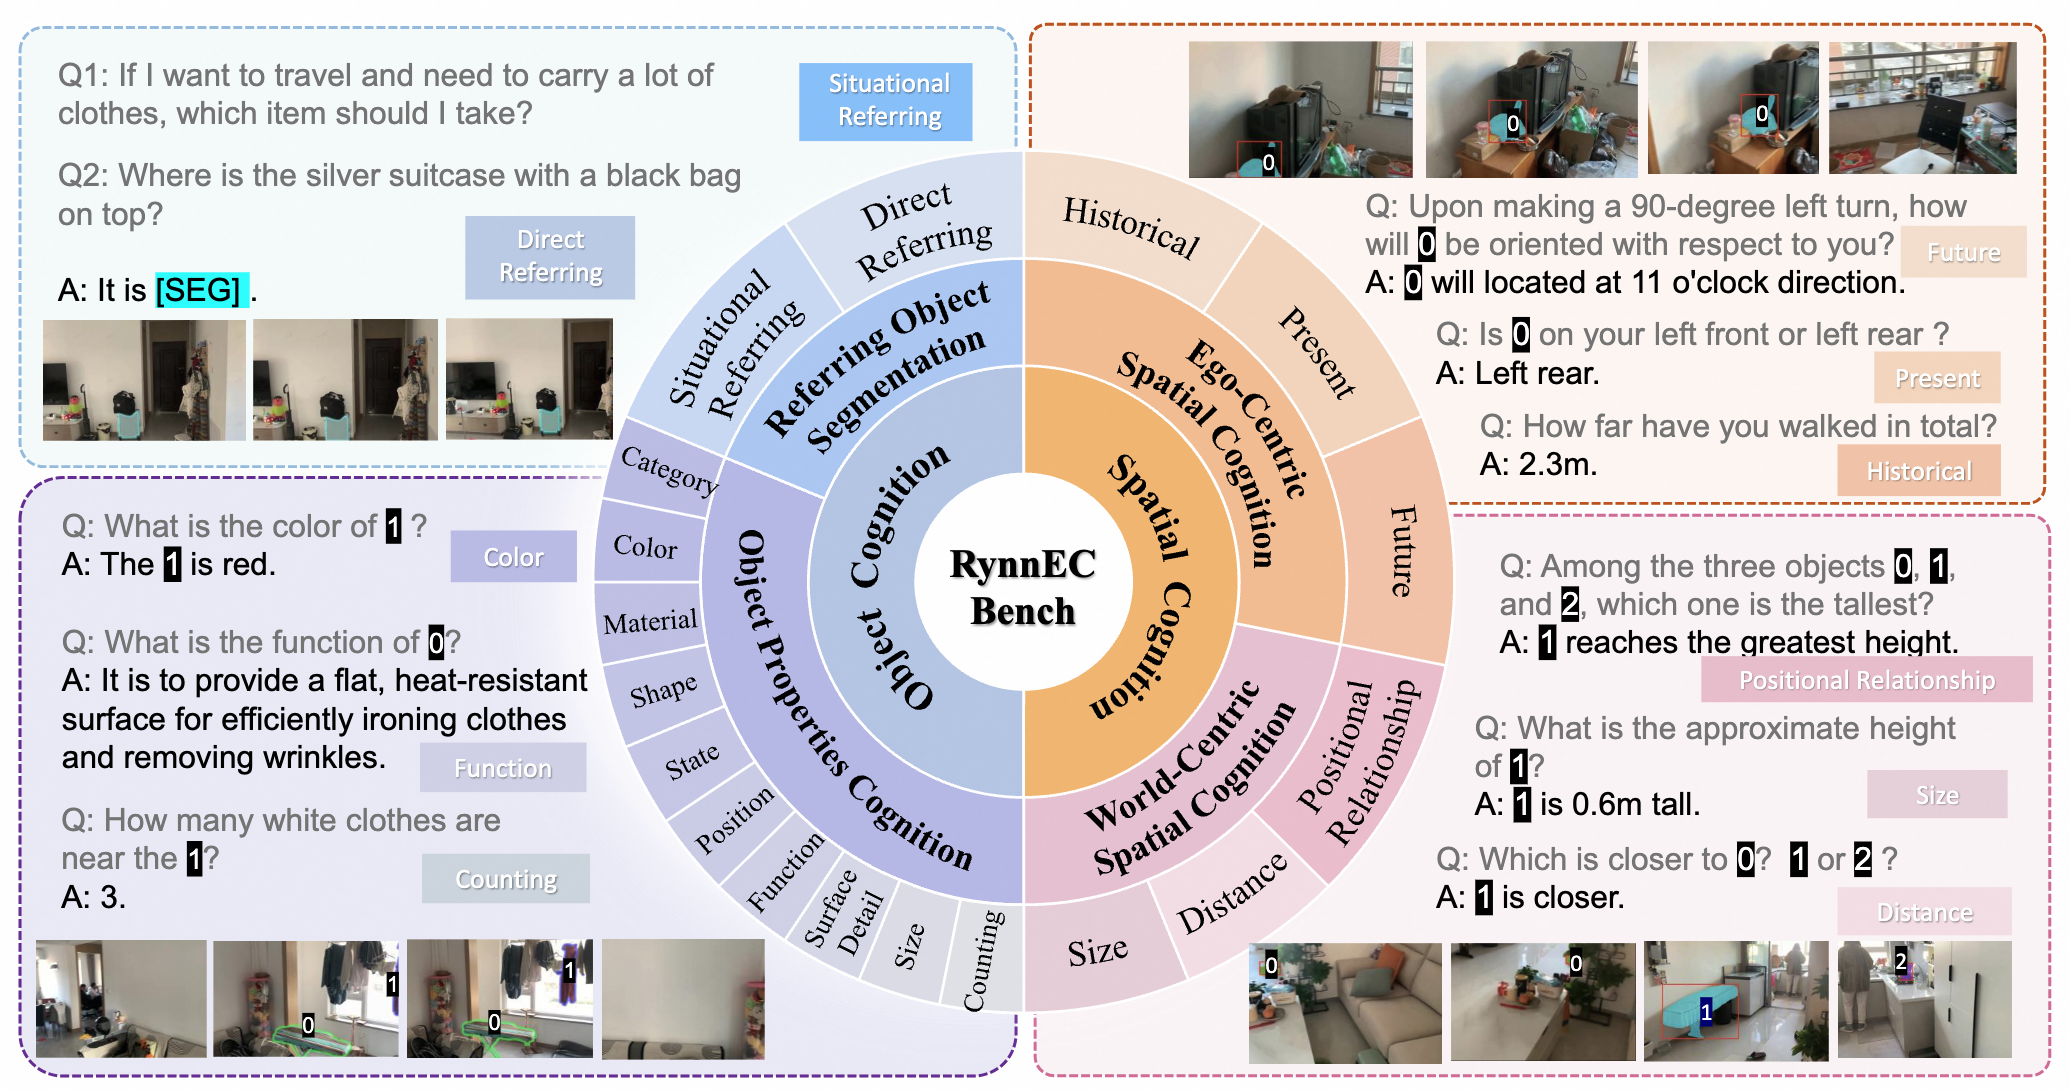 Q1: If I want to travel and need to carry a lot of
clothes, which item should I take?
Situational
Referring
Q2: Where is the silver suitcase with a black bag
on top?
Direct
Referring
A: It is [SEG] .
0
0
0
Q: Upon making a 90-degree left turn, how
will 0 be oriented with respect to you?
Future
A: 0 will located at 11 o'clock direction.
Q: Is 0 on your left front or left rear ?
A: Left rear.
Present
Q: How far have you walked in total?
A: 2.3m.
Historical
Direct
Referring
Situational
Referring
Referring Object
Segmentation
Historical
Present
Future
Ego-Centric
Spatial Cognition
Object Cognition
Spatial Cognition
RynnEC
Bench
Category
Color
Material
Shape
State
Position
Function
Surface
Detail
Size
Counting
Object Properties Cognition
World-Centric
Spatial Cognition
Positional
Relationship
Distance
Size
Q: What is the color of 1 ?
A: The 1 is red.
Color
Q: What is the function of 0?
A: It is to provide a flat, heat-resistant
surface for efficiently ironing clothes
and removing wrinkles.
Function
Q: How many white clothes are
near the 1?
A: 3.
Counting
0
1
0
1
Q: Among the three objects 0, 1,
and 2, which one is the tallest?
A: 1 reaches the greatest height.
Positional Relationship
Q: What is the approximate height
of 1?
A: 1 is 0.6m tall.
Size
Q: Which is closer to 0? 1 or 2 ?
A: 1 is closer.
Distance
0
0
1
2